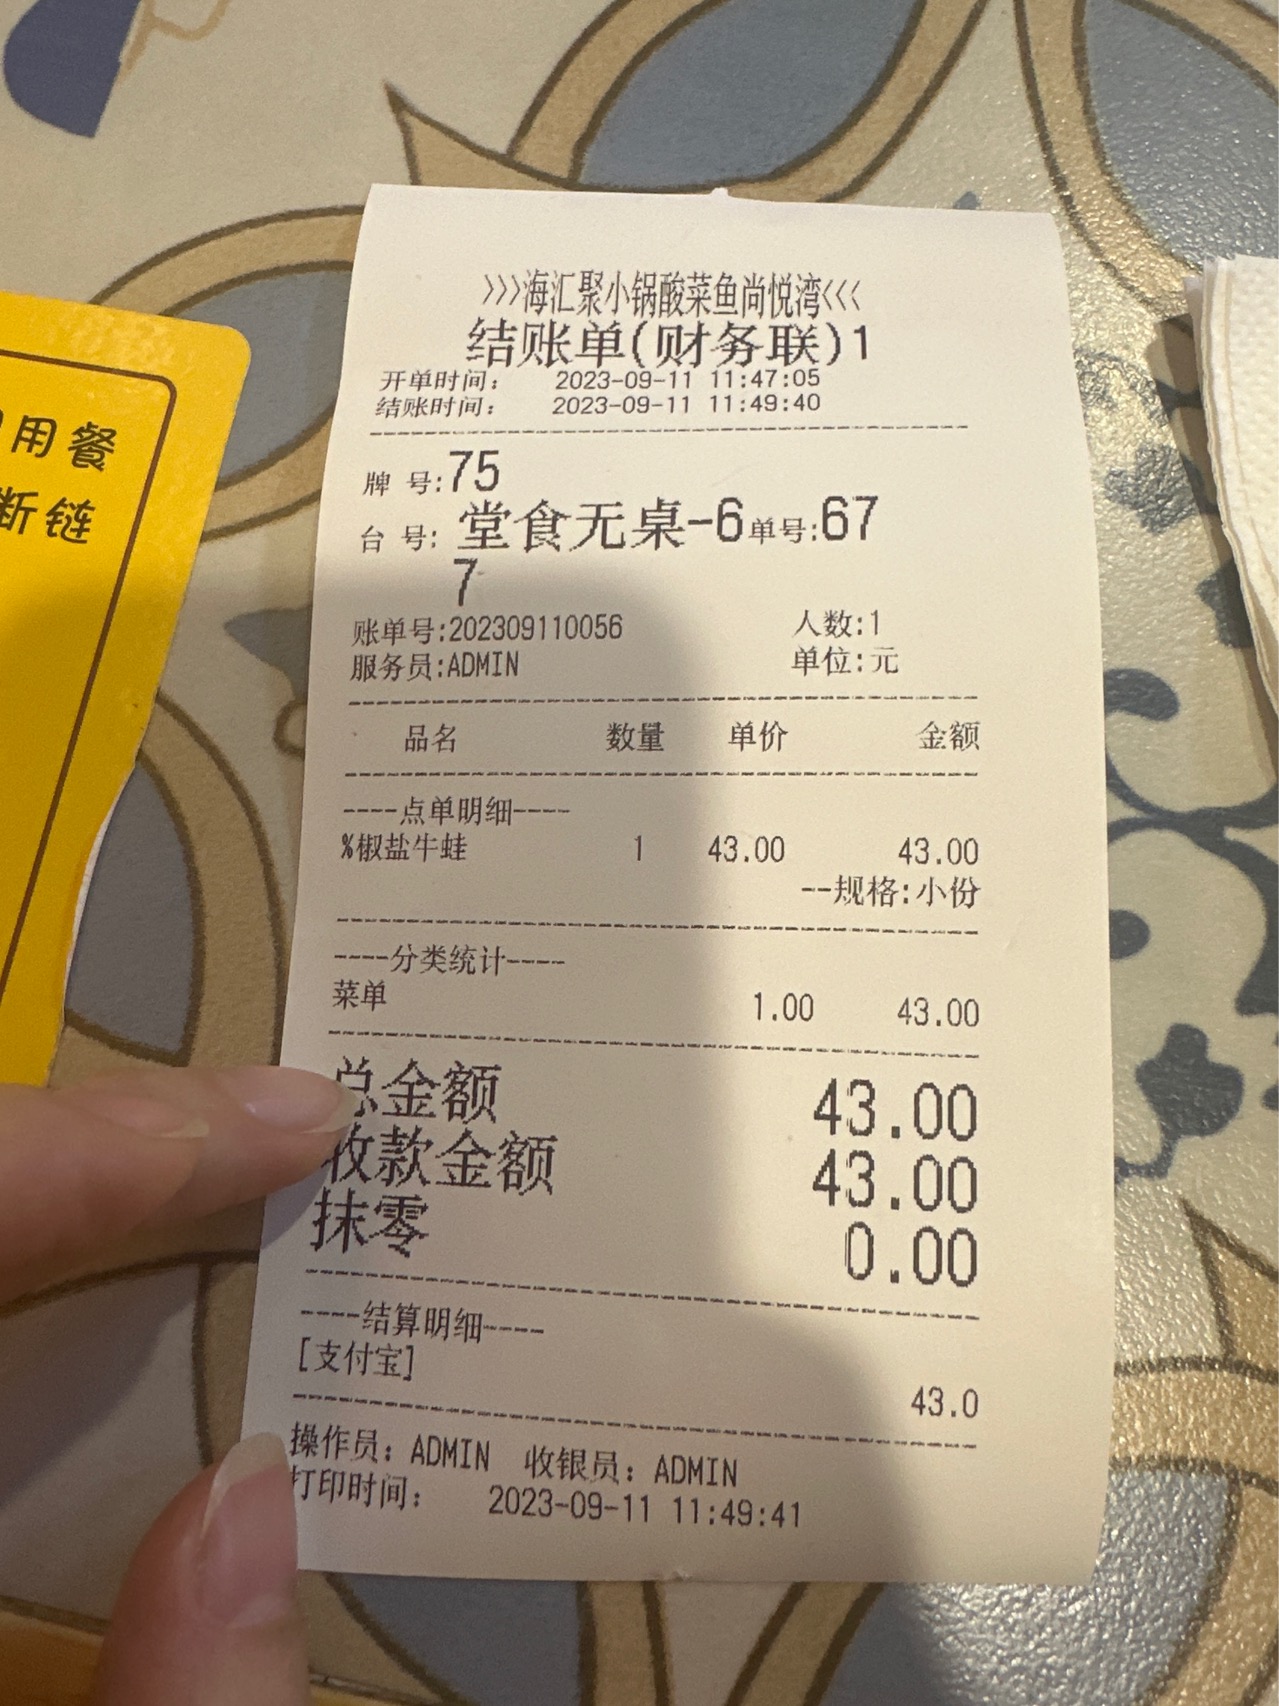 用餐
断链
>>>海汇聚小锅酸菜鱼尚悦湾<<<
结账单(财务联)1
开单时间: 2023-09-11 11:47:05
结账时间: 2023-09-11 11:49:40
牌 号:75
台 号: 堂食无桌-6单号:67
7
账单号:202309110056 人数:1
服务员:ADMIN 单位:元
品名 数量 单价 金额
----点单明细----
%椒盐牛蛙 1 43.00 43.00
--规格:小份
----分类统计----
菜单 1.00 43.00
总金额 43.00
收款金额 43.00
抹零 0.00
----结算明细----
[支付宝]
43.0
操作员: ADMIN 收银员: ADMIN
打印时间: 2023-09-11 11:49:41